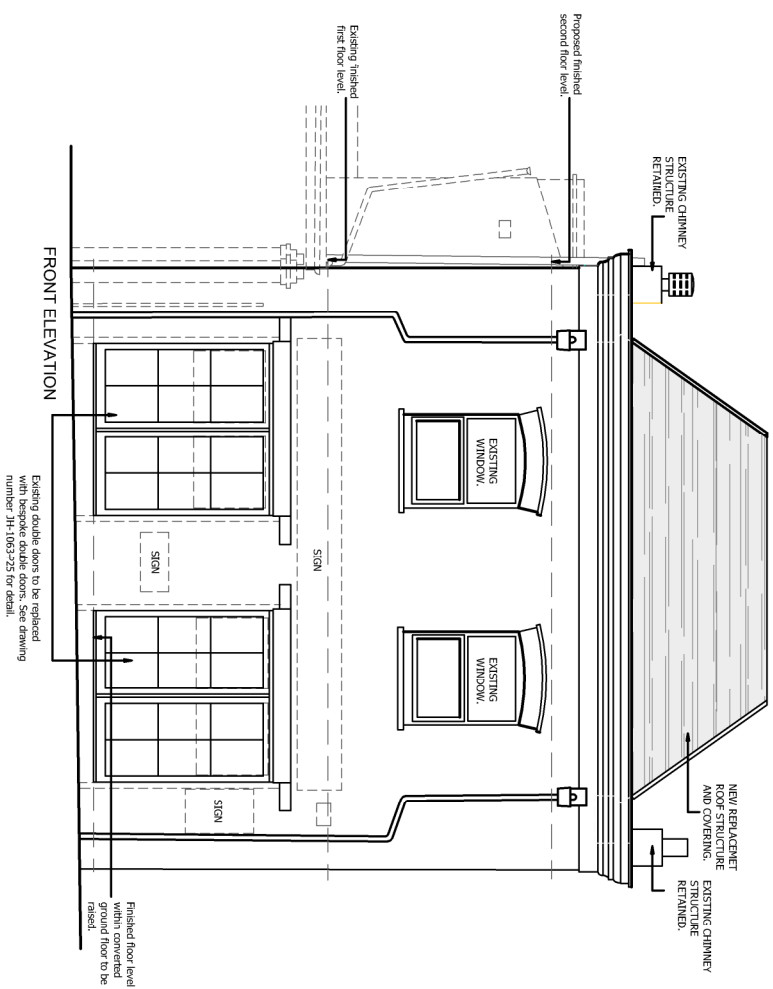 NEW REPLACEMET
ROOF STRUCTURE
AND COVERING.
EXISTING CHIMNEY
STRUCTURE
RETAINED.
EXISTING CHIMNEY
STRUCTURE
RETAINED.
Proposed finished
second floor level.
EXISTING
WINDOW.
EXISTING
WINDOW.
Existing finished
first floor level.
SIGN
SIGN
SIGN
Finished floor level
within converted
ground floor to be
raised.
FRONT ELEVATION
Existing double doors to be replaced
with bespoke double doors. See drawing
number JH-1063-P25 for detail.